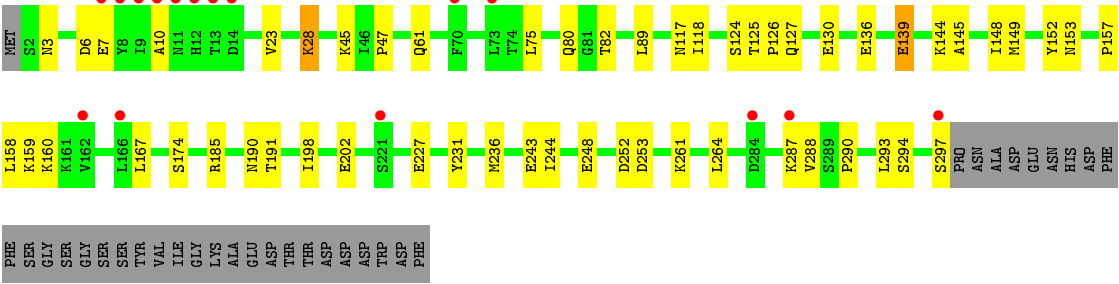 MET S2 N3 D6 E7 Y8 I9 A10 N11 H12 T13 D14 V23 K28 K45 I46 P47 Q61 F70 L73 T74 L75 Q80 G81 T82 L89 N117 I118 S124 T125 P126 Q127 E130 E136 E139 K144 A145 I148 M149 Y152 N153 P157
L158 K159 K160 K161 V162 L166 L167 S174 R185 N190 T191 I198 E202 S221 E227 Y231 M236 E243 I244 E248 D252 D253 K261 L264 D284 K287 V288 S289 P290 L293 S294 S297 PRO ASN ALA ASP GLU ASN HIS ASP PHE
PHE SER GLY SER GLY SER SER TYR VAL ILE GLY LYS ALA GLU ASP THR THR ASP ASP ASP TRP ASP PHE